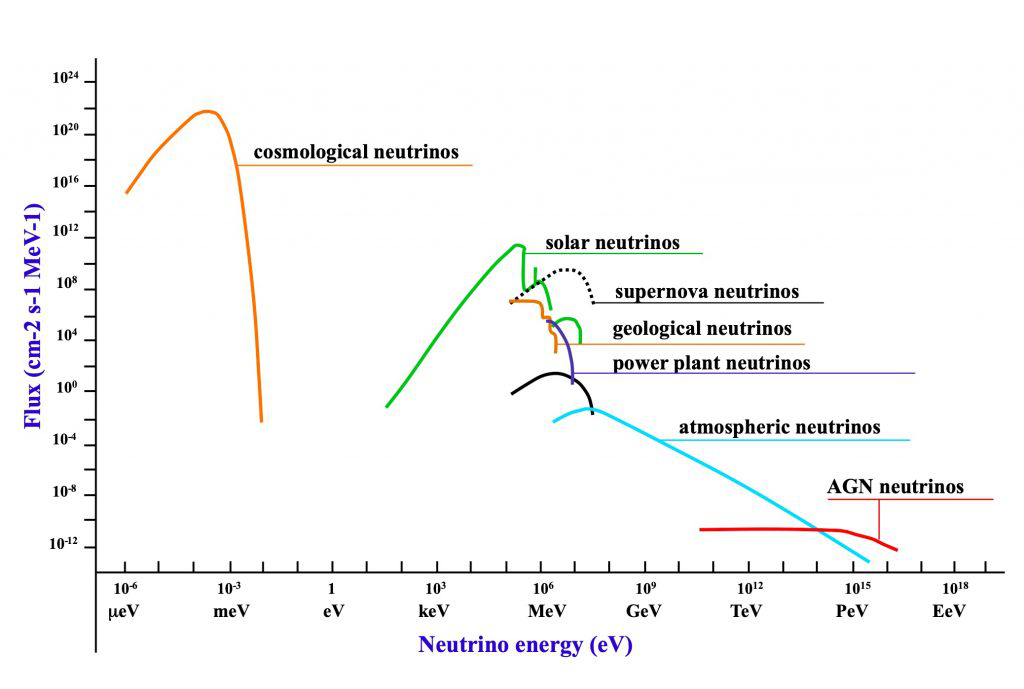 10^24
10^20
10^16
10^12
10^8
10^4
10^0
10^-4
10^-8
10^-12
Flux (cm-2 s-1 MeV-1)
cosmological neutrinos
solar neutrinos
supernova neutrinos
geological neutrinos
power plant neutrinos
atmospheric neutrinos
AGN neutrinos
10^-6 10^-3 1 10^3 10^6 10^9 10^12 10^15 10^18
μeV meV eV keV MeV GeV TeV PeV EeV
Neutrino energy (eV)